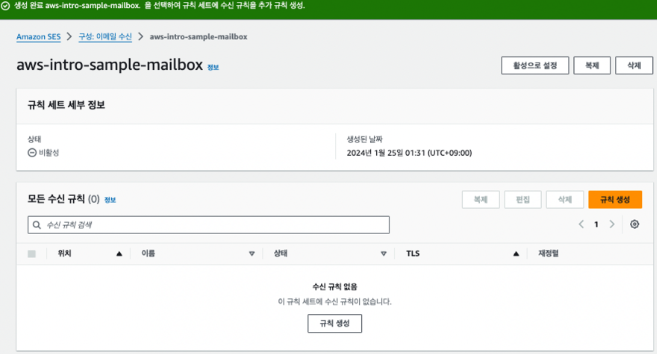 생성 완료 aws-intro-sample-mailbox. 을 선택하여 규칙 세트에 수신 규칙을 추가 규칙 생성.
Amazon SES > 구성: 이메일 수신 > aws-intro-sample-mailbox
aws-intro-sample-mailbox 정보
활성으로 설정 복제 삭제
규칙 세트 세부 정보
상태 생성된 날짜
비활성 2024년 1월 25일 01:31 (UTC+09:00)
모든 수신 규칙 (0) 정보
복제 편집 삭제 규칙 생성
수신 규칙 검색
1
위치 이름 상태 TLS 재정렬
수신 규칙 없음
이 규칙 세트에 수신 규칙이 없습니다.
규칙 생성